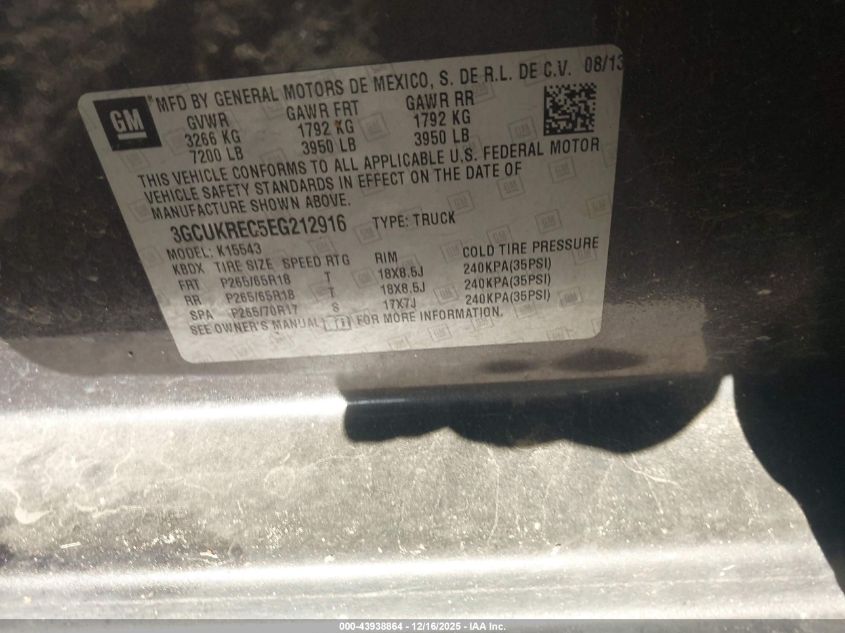 GM
® MFD BY GENERAL MOTORS DE MEXICO, S. DE R.L. DE C.V. 08/13
GVWR GAWR FRT GAWR RR
3266 KG 1792 KG 1792 KG
7200 LB 3950 LB 3950 LB
THIS VEHICLE CONFORMS TO ALL APPLICABLE U.S. FEDERAL MOTOR
VEHICLE SAFETY STANDARDS IN EFFECT ON THE DATE OF
MANUFACTURE SHOWN ABOVE.
3GCUKREC5EG212916 TYPE: TRUCK
MODEL: K15543
KBDX TIRE SIZE SPEED RTG RIM COLD TIRE PRESSURE
FRT P265/65R18 T 18X8.5J 240KPA(35PSI)
RR P265/65R18 T 18X8.5J 240KPA(35PSI)
SPA P265/70R17 S 17X7J 240KPA(35PSI)
SEE OWNER'S MANUAL FOR MORE INFORMATION.
000-43938864 - 12/16/2025 - IAA Inc.